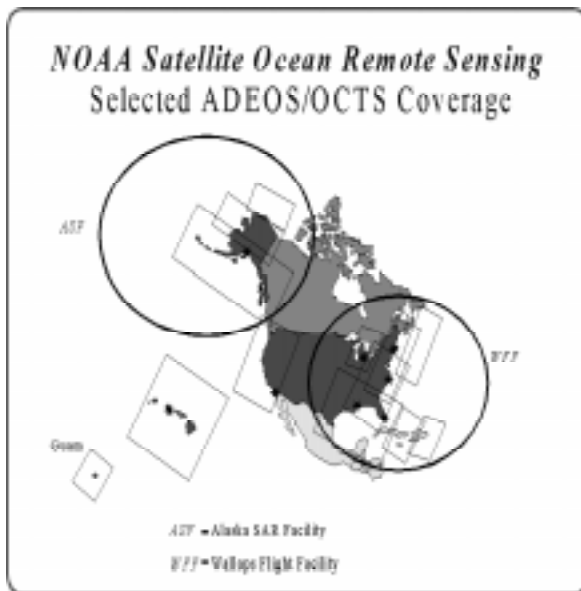 NOAA Satellite Ocean Remote Sensing
Selected ADEOS/OCTS Coverage
ASF
WFF
Guam
ASF = Alaska SAR Facility
WFF = Wallops Flight Facility